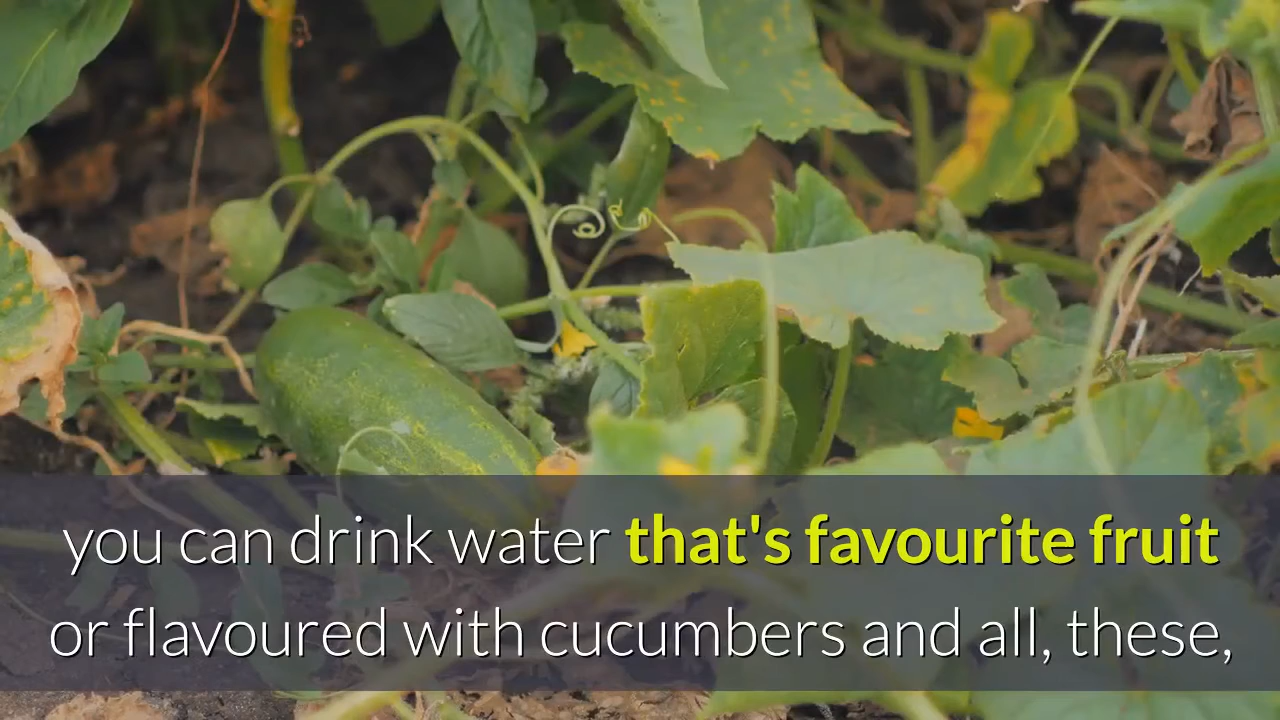 you can drink water that's favourite fruit
or flavoured with cucumbers and all, these,